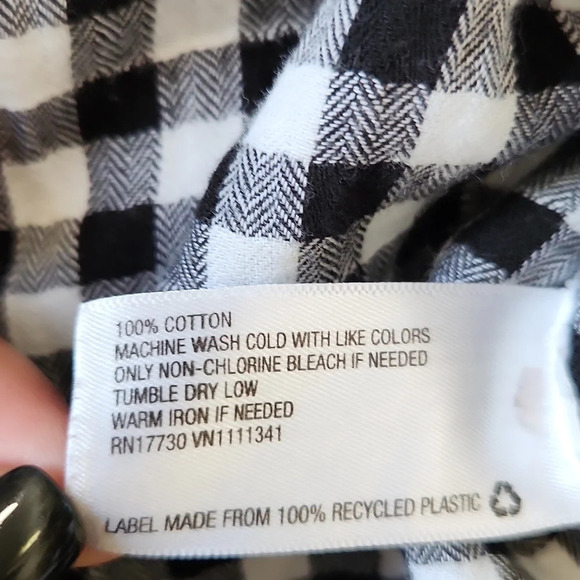 100% COTTON
MACHINE WASH COLD WITH LIKE COLORS
ONLY NON-CHLORINE BLEACH IF NEEDED
TUMBLE DRY LOW
WARM IRON IF NEEDED
RN17730 VN1111341
LABEL MADE FROM 100% RECYCLED PLASTIC